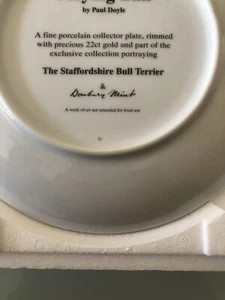 by Paul Doyle
A fine porcelain collector plate, rimmed
with precious 22ct gold and part of the
exclusive collection portraying
The Staffordshire Bull Terrier
&
Danbury Mint
A work of art not intended for food use